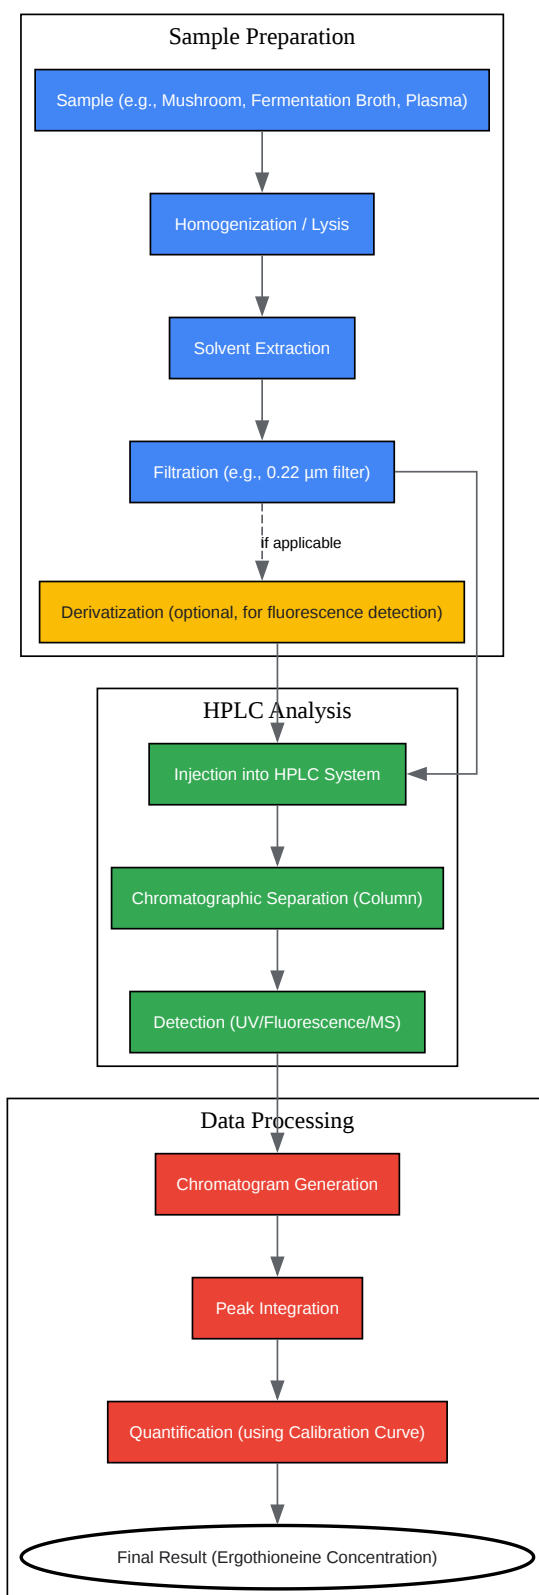 Sample Preparation
Sample (e.g., Mushroom, Fermentation Broth, Plasma)
Homogenization / Lysis
Solvent Extraction
Filtration (e.g., 0.22 µm filter)
if applicable
Derivatization (optional, for fluorescence detection)
HPLC Analysis
Injection into HPLC System
Chromatographic Separation (Column)
Detection (UV/Fluorescence/MS)
Data Processing
Chromatogram Generation
Peak Integration
Quantification (using Calibration Curve)
Final Result (Ergothioneine Concentration)